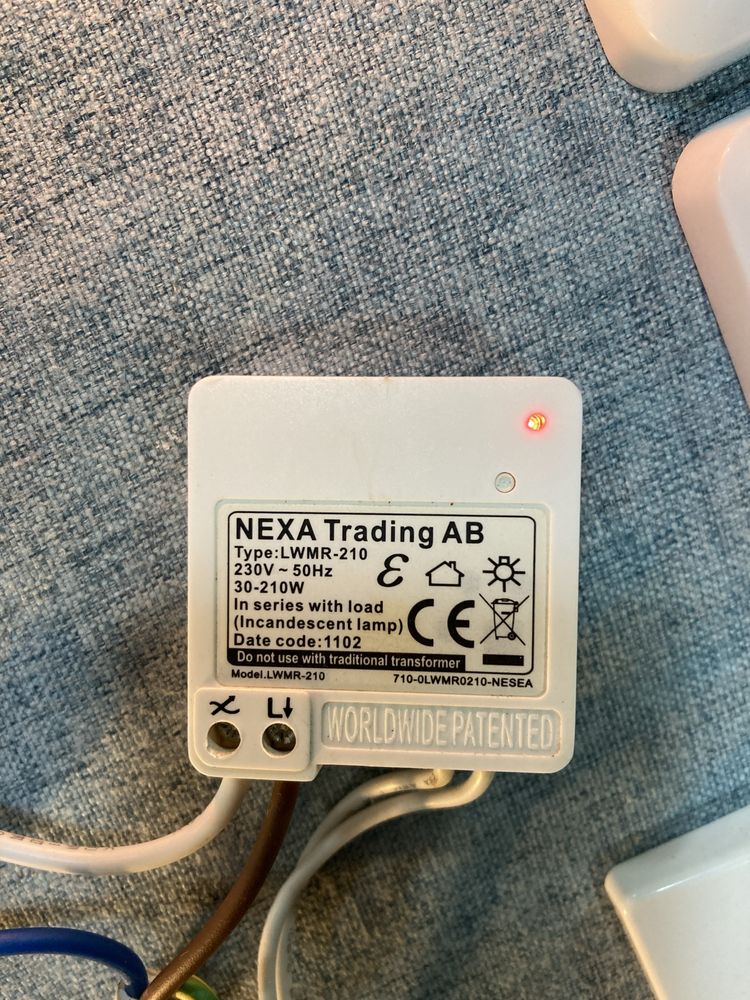 NEXA Trading AB
Type:LWMR-210
230V ~ 50Hz
30-210W
In series with load
(Incandescent lamp)
Date code:1102
CE
Do not use with traditional transformer
Model.LWMR-210 710-0LWMR0210-NESEA
L↓ WORLDWIDE PATENTED